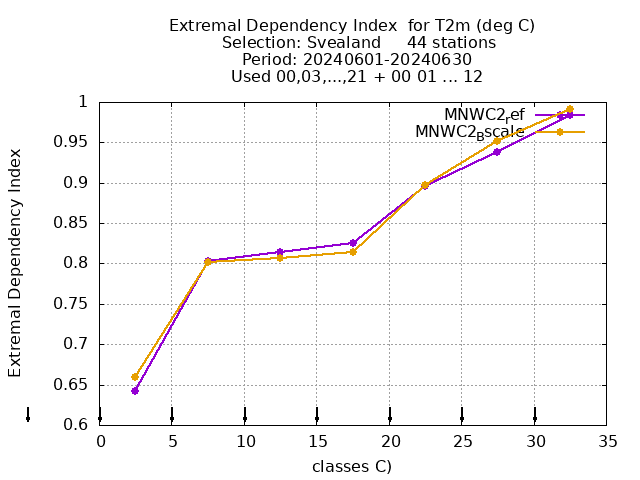 Extremal Dependency Index  for T2m (deg C)
Selection: Svealand     44 stations
Period: 20240601-20240630
Used 00,03,...,21 + 00 01 ... 12
MNWC2ref
MNWC2Bscale
Extremal Dependency Index
1
0.95
0.9
0.85
0.8
0.75
0.7
0.65
0.6
0 5 10 15 20 25 30 35
classes C)